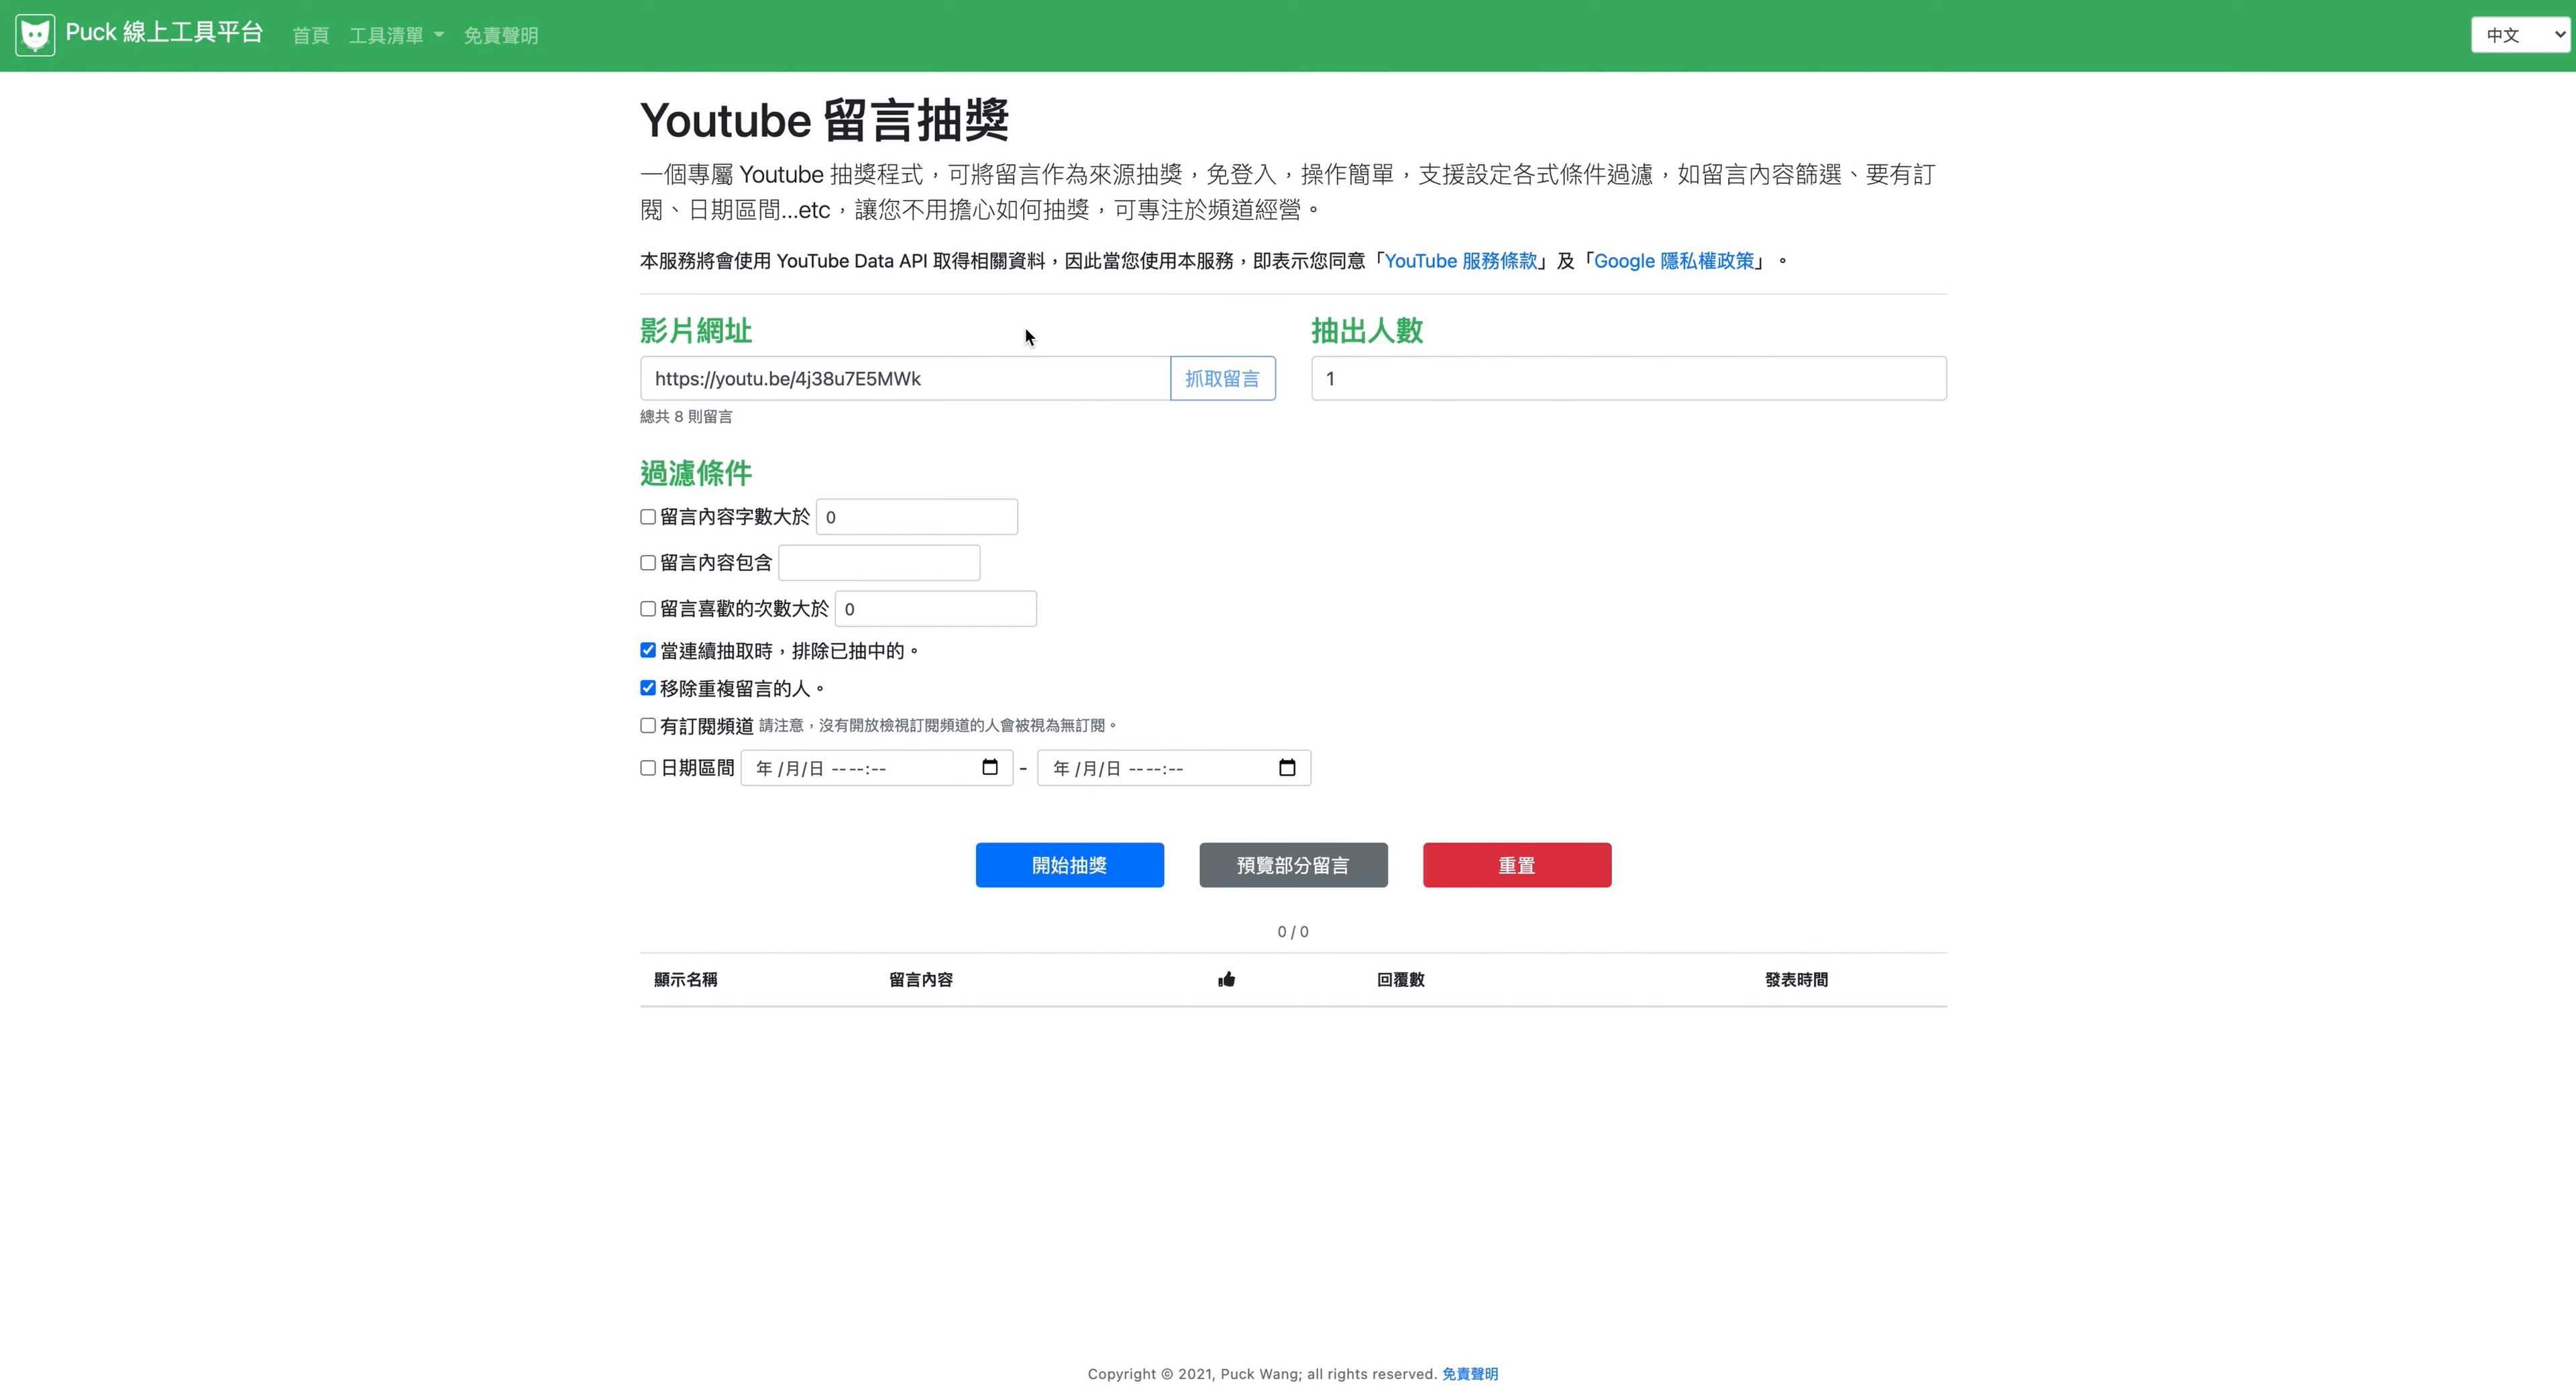 Puck 線上工具平台 首頁 工具清單 免責聲明 中文
Youtube 留言抽獎
一個專屬 Youtube 抽獎程式，可將留言作為來源抽獎，免登入，操作簡單，支援設定各式條件過濾，如留言內容篩選、要有訂
閱、日期區間...etc，讓您不用擔心如何抽獎，可專注於頻道經營。
本服務將會使用 YouTube Data API 取得相關資料，因此當您使用本服務，即表示您同意「YouTube 服務條款」及「Google 隱私權政策」。
影片網址 抽出人數
https://youtu.be/4j38u7E5MWk 抓取留言 1
總共 8 則留言
過濾條件
留言內容字數大於 0
留言內容包含
留言喜歡的次數大於 0
當連續抽取時，排除已抽中的。
移除重複留言的人。
有訂閱頻道 請注意，沒有開放檢視訂閱頻道的人會被視為無訂閱。
日期區間 年 /月/日 ----:-- - 年 /月/日 ----:--
開始抽獎 預覽部分留言 重置
0 / 0
顯示名稱 留言內容 回覆數 發表時間
Copyright © 2021, Puck Wang; all rights reserved. 免責聲明